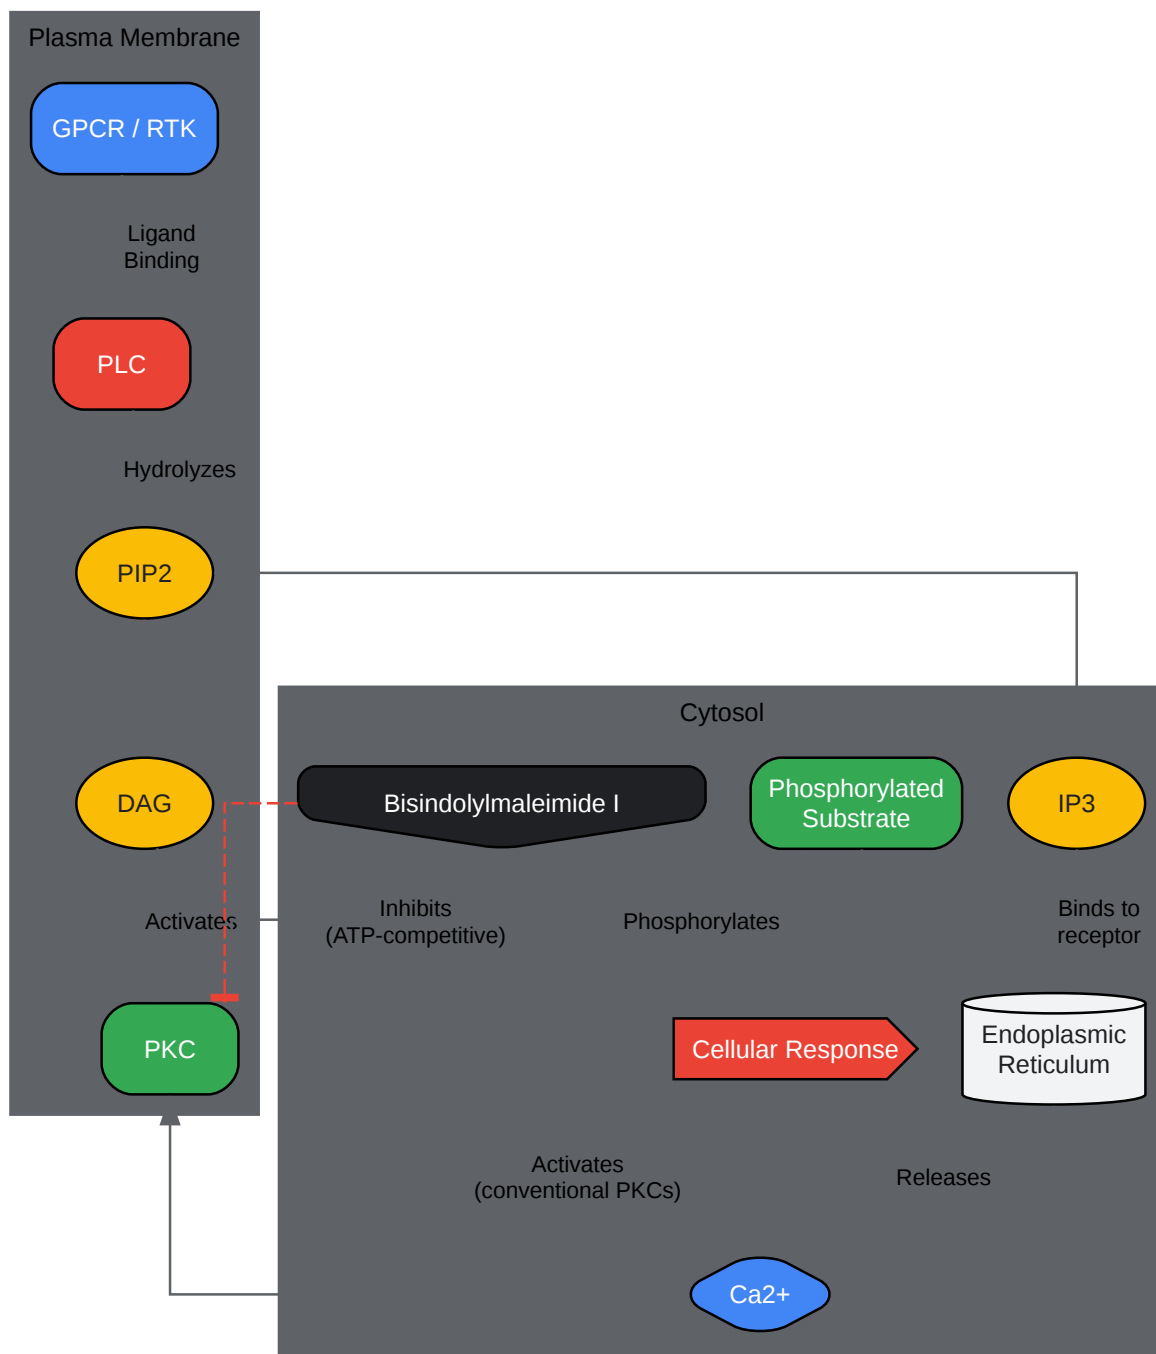 Plasma Membrane
GPCR / RTK
Ligand
Binding
PLC
Hydrolyzes
PIP2
DAG
Activates
PKC
Cytosol
Bisindolylmaleimide I
Phosphorylated
Substrate
IP3
Inhibits
(ATP-competitive)
Phosphorylates
Binds to
receptor
Cellular Response
Endoplasmic
Reticulum
Activates
(conventional PKCs)
Releases
Ca2+